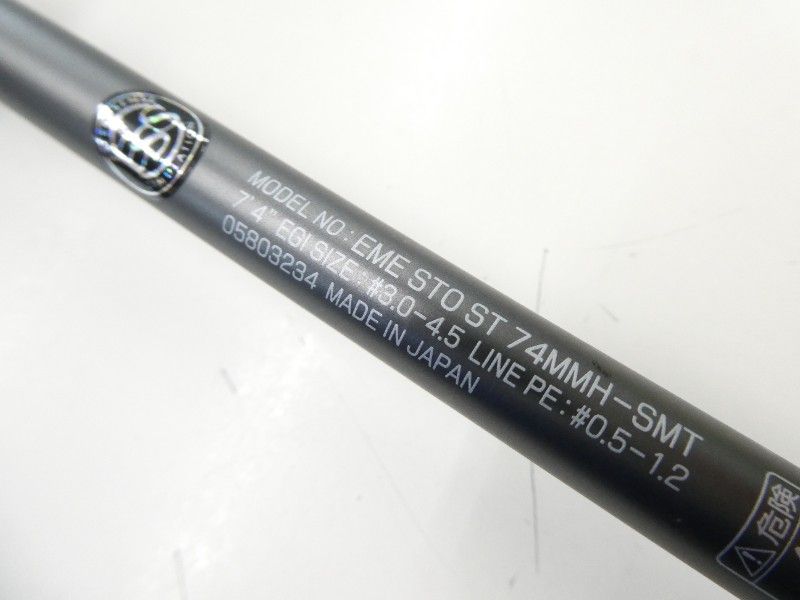 MODEL NO : EME STO ST 74MMH-SMT
7'4" EGI SIZE: #3.0-4.5 LINE PE : #0.5-1.2
05803234 MADE IN JAPAN
危険